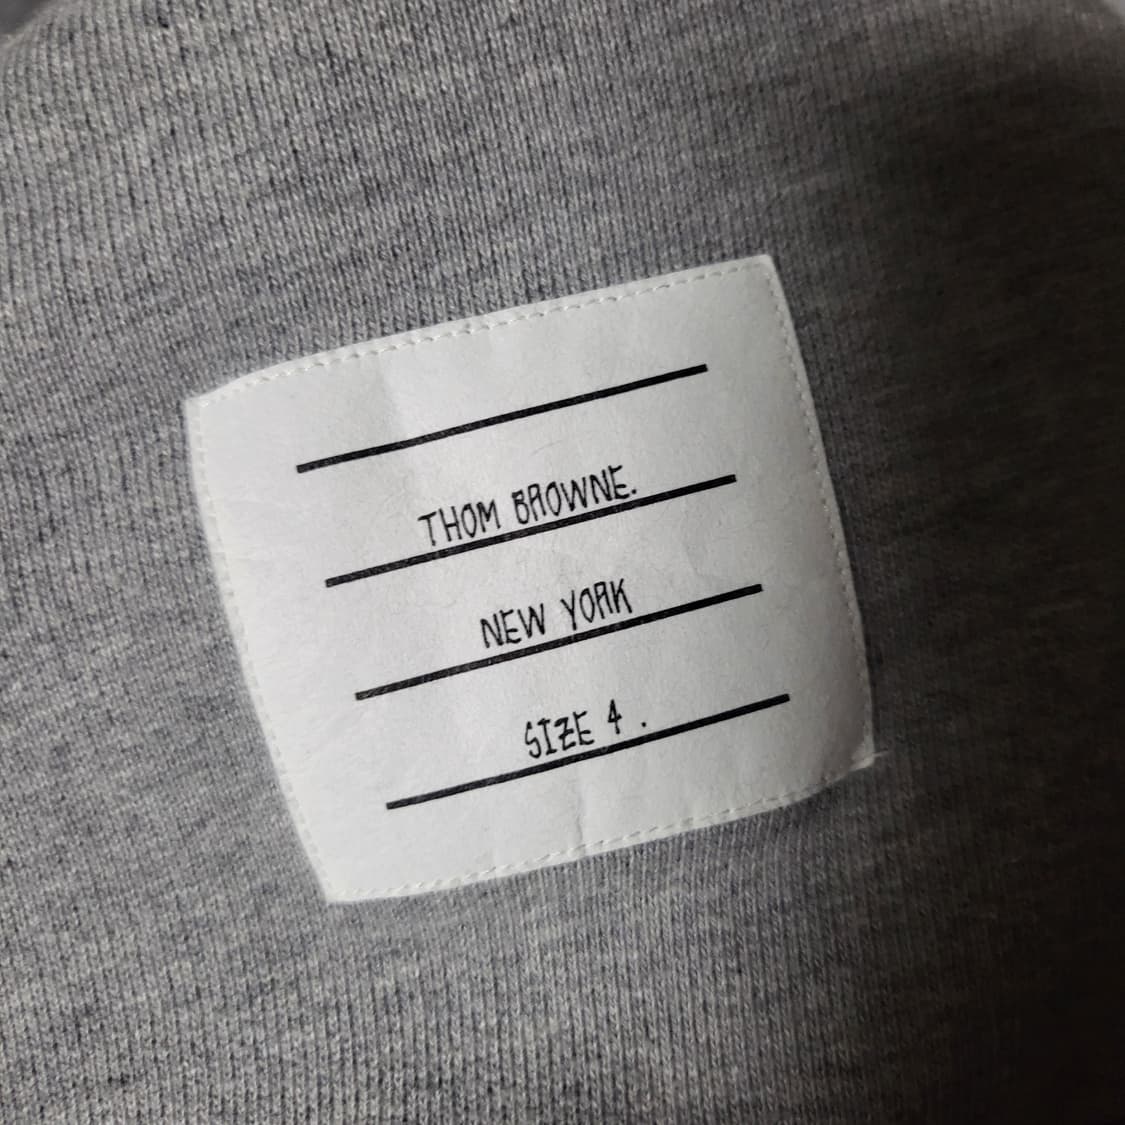 THOM BROWNE.
NEW YORK
SIZE 4 .